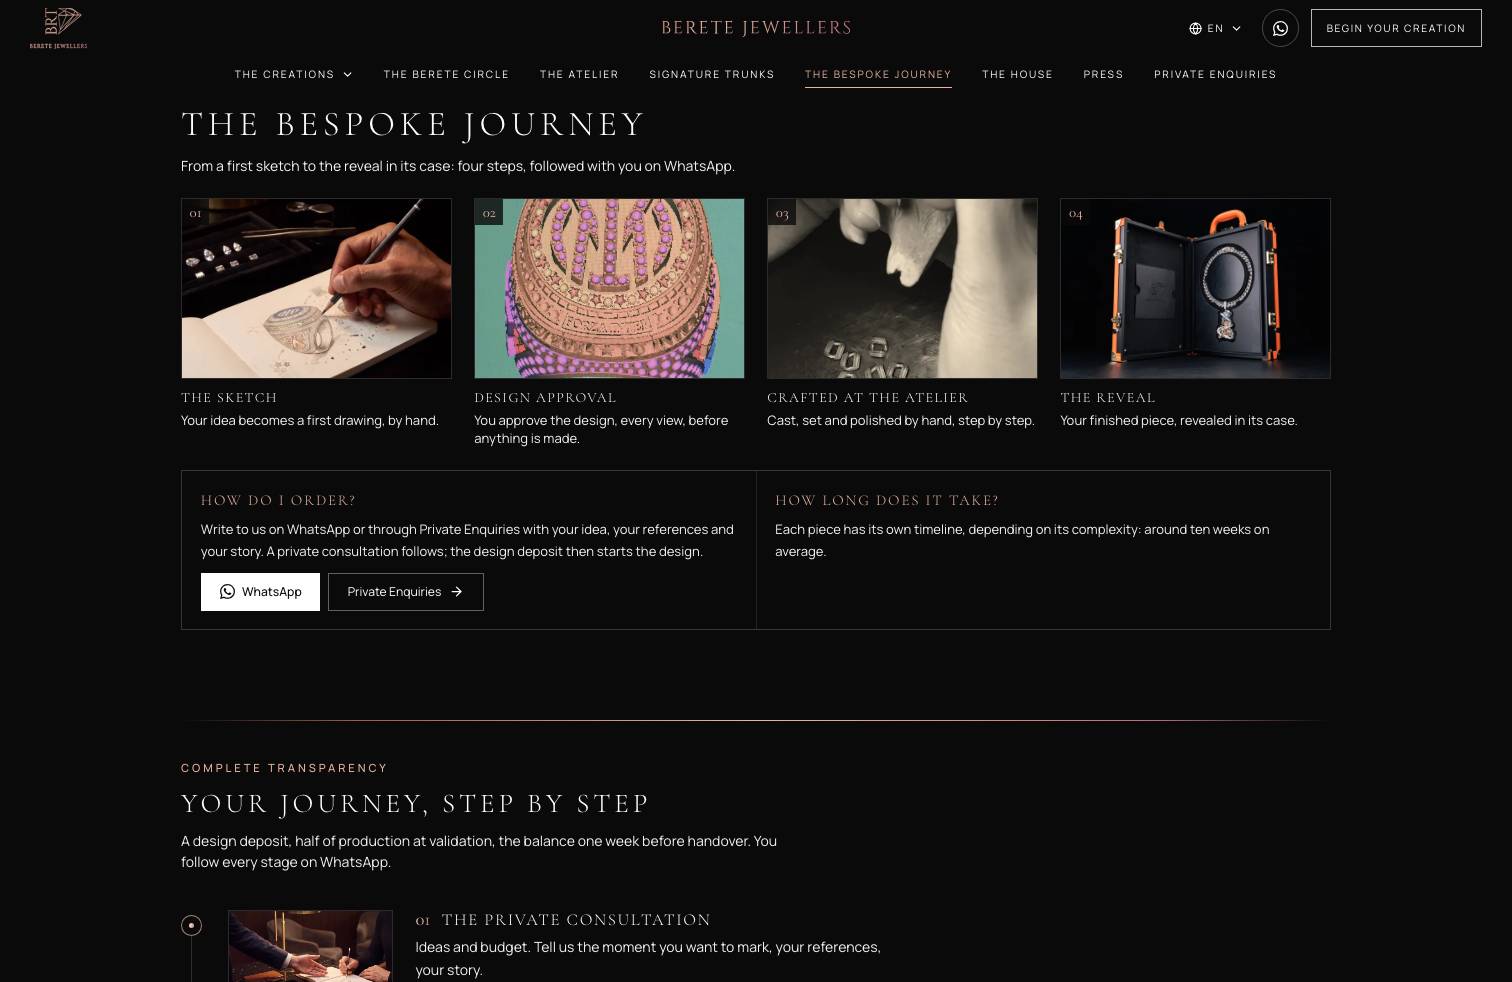 BRT
BERETE JEWELLERS
BERETE JEWELLERS
EN
BEGIN YOUR CREATION
THE CREATIONS
THE BERETE CIRCLE
THE ATELIER
SIGNATURE TRUNKS
THE BESPOKE JOURNEY
THE HOUSE
PRESS
PRIVATE ENQUIRIES
THE BESPOKE JOURNEY
From a first sketch to the reveal in its case: four steps, followed with you on WhatsApp.
01
THE SKETCH
Your idea becomes a first drawing, by hand.
02
DESIGN APPROVAL
You approve the design, every view, before
anything is made.
03
CRAFTED AT THE ATELIER
Cast, set and polished by hand, step by step.
04
THE REVEAL
Your finished piece, revealed in its case.
HOW DO I ORDER?
Write to us on WhatsApp or through Private Enquiries with your idea, your references and
your story. A private consultation follows; the design deposit then starts the design.
WhatsApp
Private Enquiries
HOW LONG DOES IT TAKE?
Each piece has its own timeline, depending on its complexity: around ten weeks on
average.
COMPLETE TRANSPARENCY
YOUR JOURNEY, STEP BY STEP
A design deposit, half of production at validation, the balance one week before handover. You
follow every stage on WhatsApp.
01 THE PRIVATE CONSULTATION
Ideas and budget. Tell us the moment you want to mark, your references,
your story.